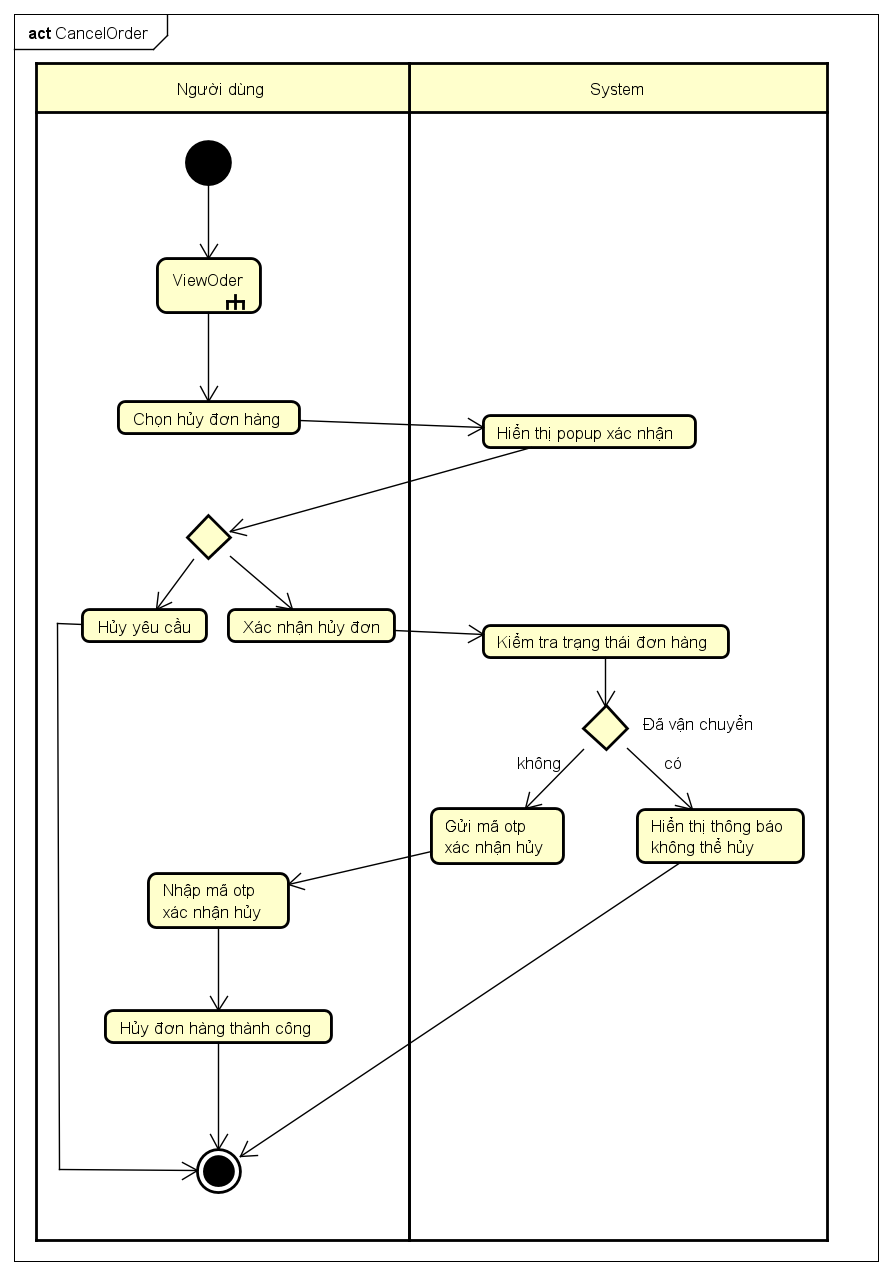 act CancelOrder
Người dùng
System
ViewOder
Chọn hủy đơn hàng
Hiển thị popup xác nhận
Hủy yêu cầu
Xác nhận hủy đơn
Kiểm tra trạng thái đơn hàng
Đã vận chuyển
không
có
Gửi mã otp
xác nhận hủy
Hiển thị thông báo
không thể hủy
Nhập mã otp
xác nhận hủy
Hủy đơn hàng thành công